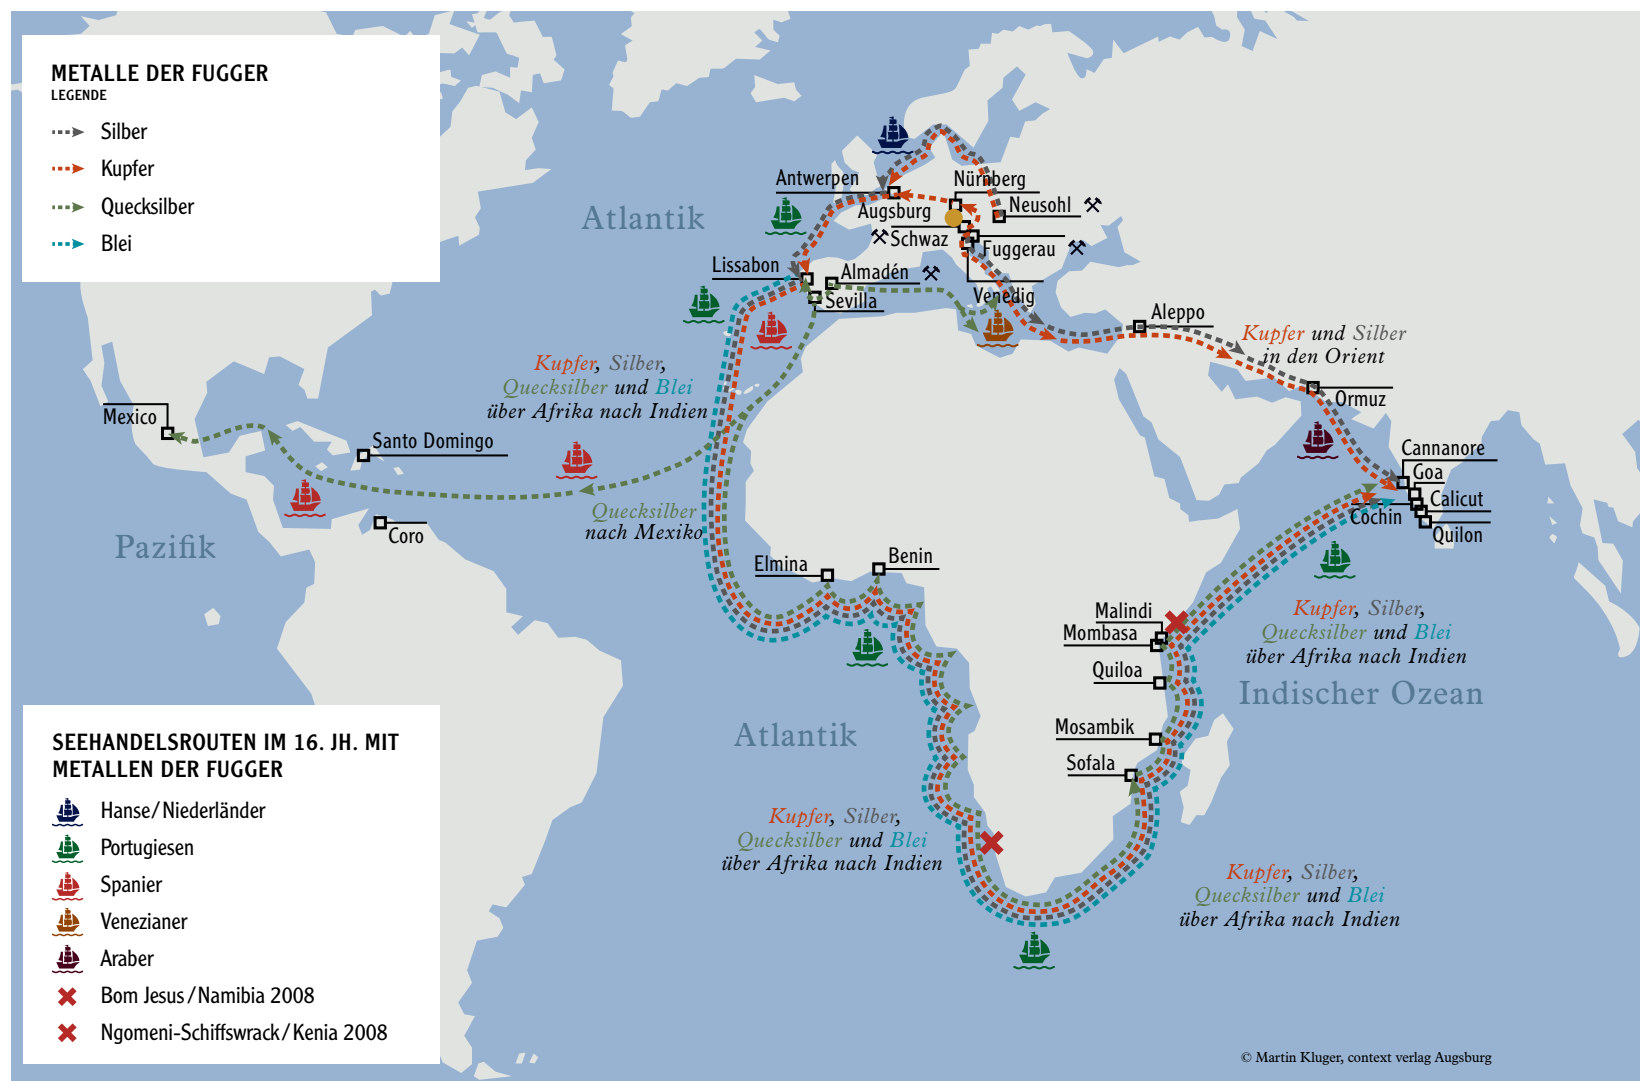 METALLE DER FUGGER
LEGENDE
Silber
Kupfer
Quecksilber
Blei
Atlantik
Antwerpen
Nürnberg
Augsburg
Neusohl
Schwaz
Fuggerau
Lissabon
Almadén
Sevilla
Venedig
Aleppo
Kupfer und Silber
in den Orient
Ormuz
Kupfer, Silber,
Quecksilber und Blei
über Afrika nach Indien
Mexico
Santo Domingo
Cannanore
Goa
Calicut
Cochin
Quilon
Quecksilber
nach Mexiko
Coro
Pazifik
Elmina
Benin
Malindi
Mombasa
Quiloa
Mosambik
Sofala
Kupfer, Silber,
Quecksilber und Blei
über Afrika nach Indien
Indischer Ozean
Atlantik
Kupfer, Silber,
Quecksilber und Blei
über Afrika nach Indien
Kupfer, Silber,
Quecksilber und Blei
über Afrika nach Indien
SEEHANDELSROUTEN IM 16. JH. MIT
METALLEN DER FUGGER
Hanse/Niederländer
Portugiesen
Spanier
Venezianer
Araber
Bom Jesus/Namibia 2008
Ngomeni-Schiffswrack/Kenia 2008
© Martin Kluger, context verlag Augsburg